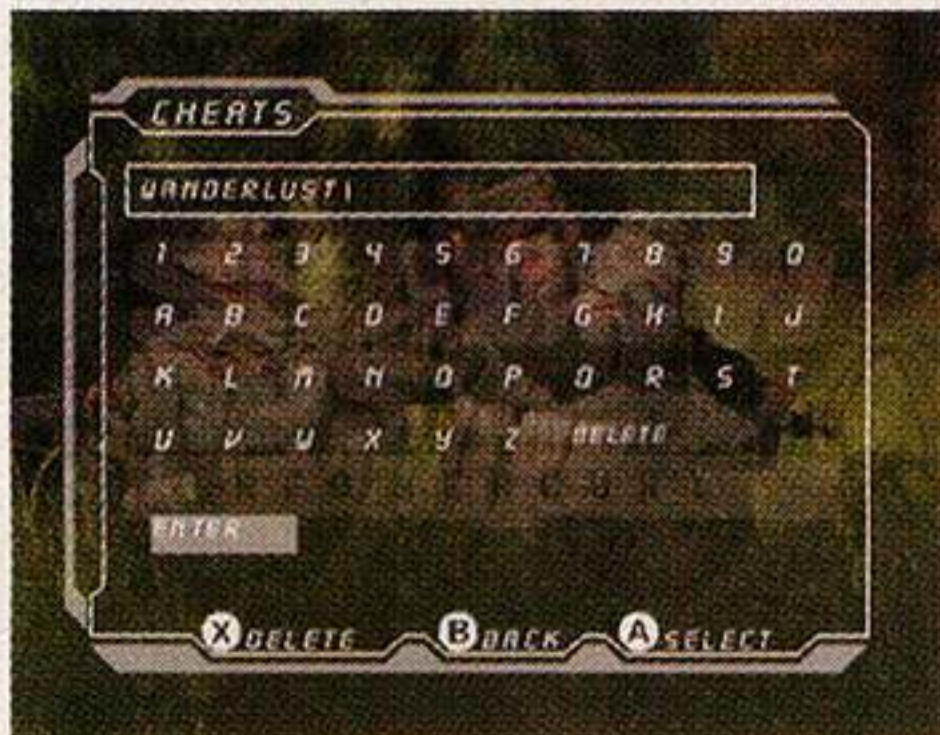 CHEATS
WANDERLUST|
1 2 3 4 5 6 7 8 9 0
A B C D E F G H I J
K L M N O P Q R S T
U V W X Y Z DELETE
ENTER
X DELETE B BACK A SELECT